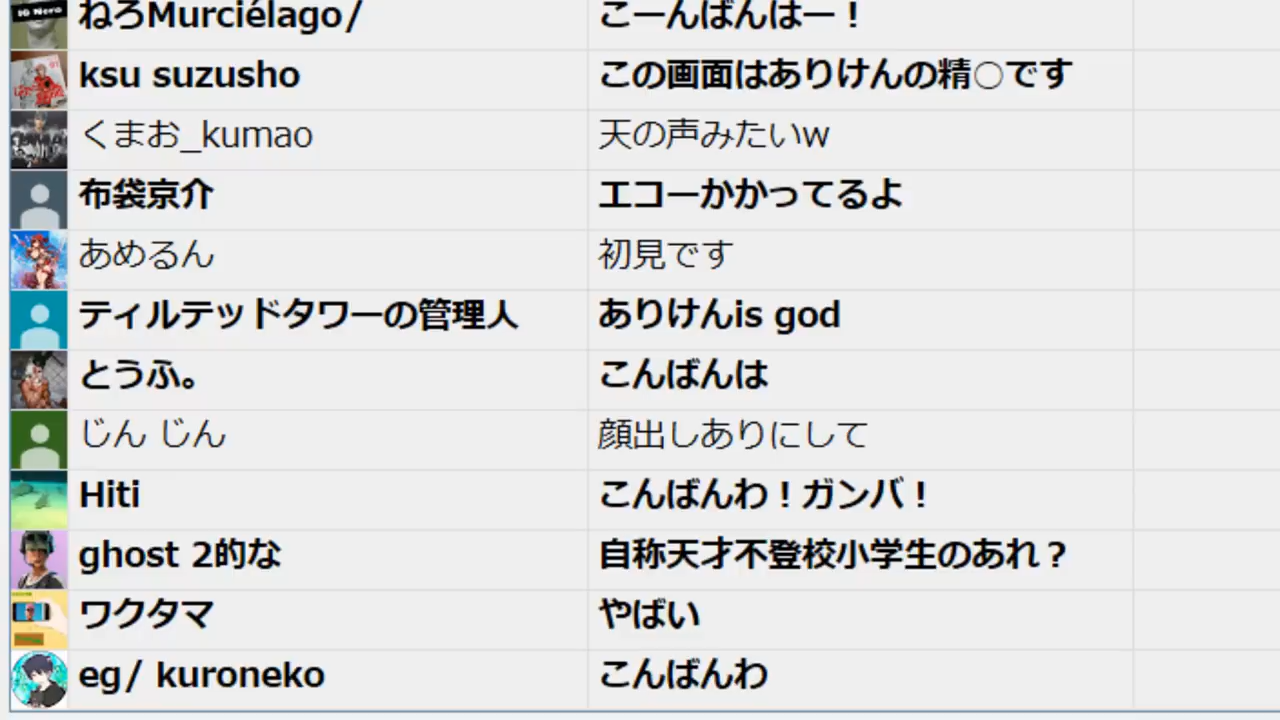 ねろMurciélago/ こーんばんはー！
ksu suzusho この画面はありけんの精○です
くまお_kumao 天の声みたいw
布袋京介 エコーかかってるよ
あめるん 初見です
ティルテッドタワーの管理人 ありけんis god
とうふ。 こんばんは
じん じん 顔出しありにして
Hiti こんばんわ！ガンバ！
ghost 2的な 自称天才不登校小学生のあれ？
ワクタマ やばい
eg/ kuroneko こんばんわ